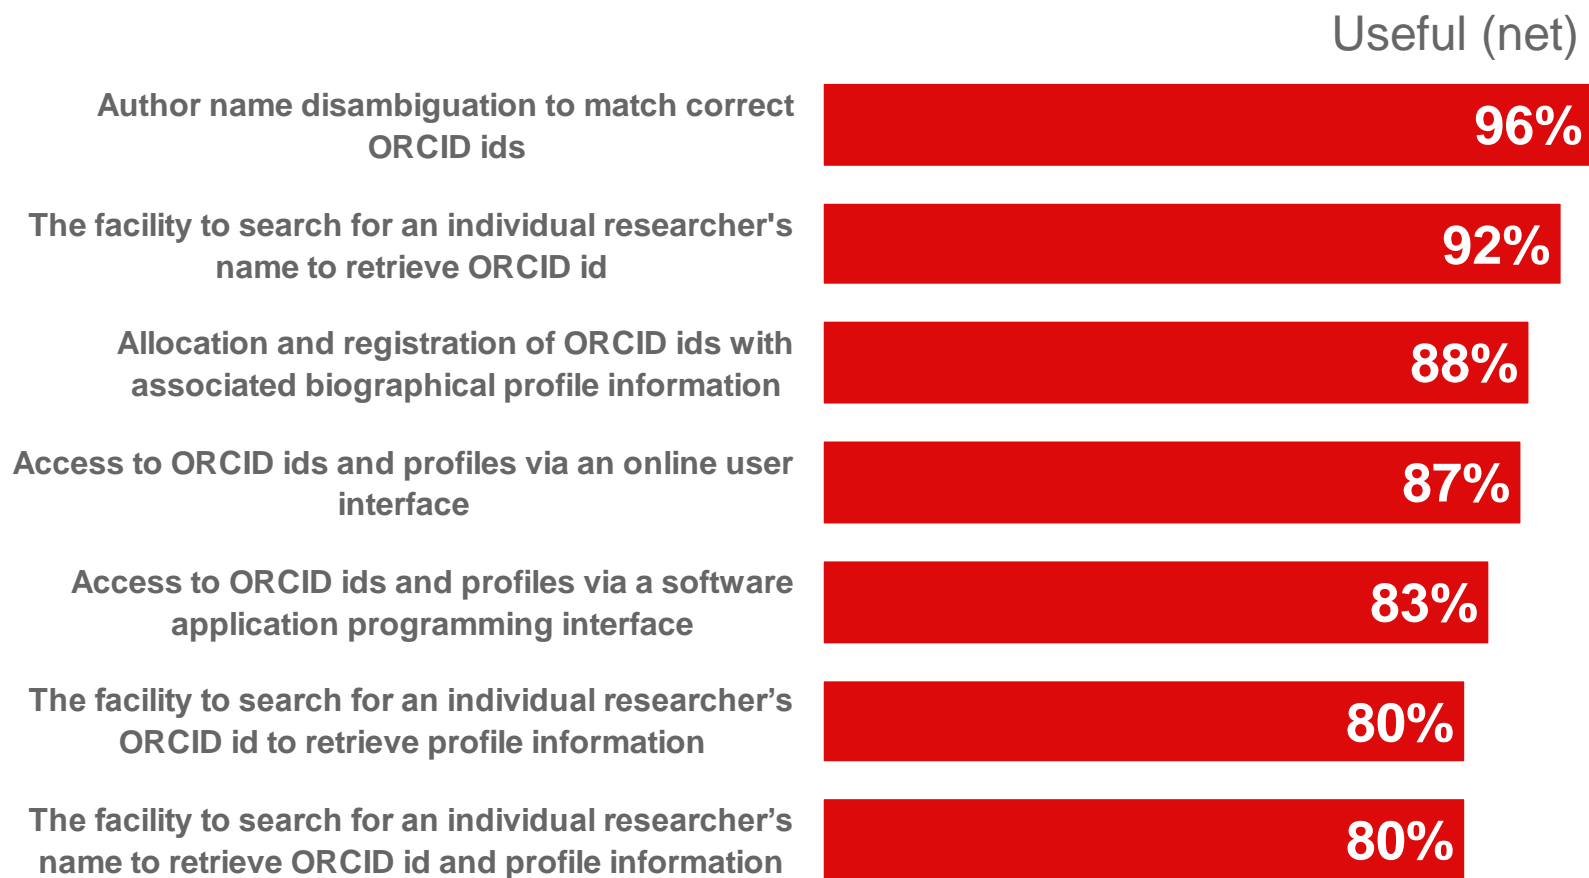 Useful (net)
Author name disambiguation to match correct
ORCID ids
96%
The facility to search for an individual researcher's
name to retrieve ORCID id
92%
Allocation and registration of ORCID ids with
associated biographical profile information
88%
Access to ORCID ids and profiles via an online user
interface
87%
Access to ORCID ids and profiles via a software
application programming interface
83%
The facility to search for an individual researcher’s
ORCID id to retrieve profile information
80%
The facility to search for an individual researcher’s
name to retrieve ORCID id and profile information
80%